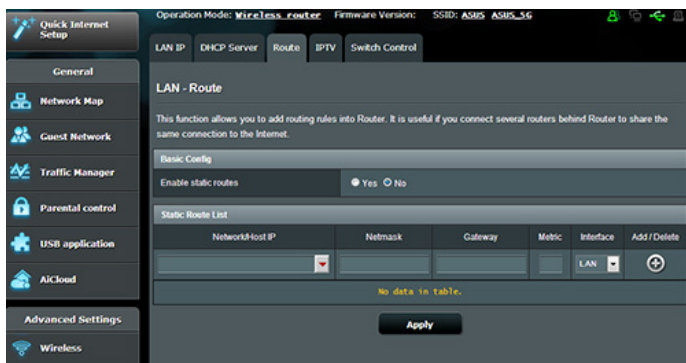 Quick Internet
Setup
Operation Mode: Wireless router Firmware Version: SSID: ASUS ASUS_5G
LAN IP DHCP Server Route IPTV Switch Control
General
Network Map
Guest Network
Traffic Manager
Parental control
USB application
AiCloud
Advanced Settings
Wireless
LAN - Route
This function allows you to add routing rules into Router. It is useful if you connect several routers behind Router to share the
same connection to the Internet.
Basic Config
Enable static routes Yes No
Static Route List
Network/Host IP Netmask Gateway Metric Interface Add / Delete
LAN
No data in table.
Apply